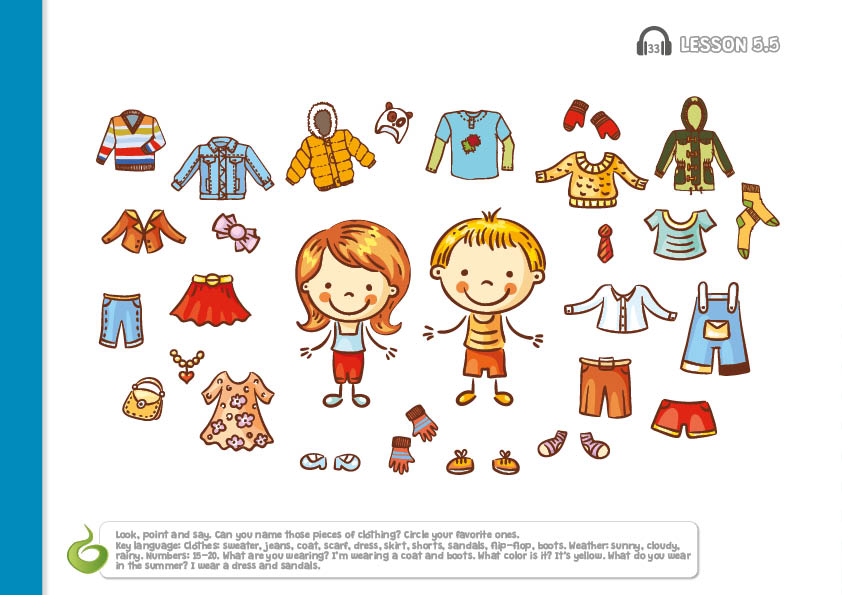 33 LESSON 5.5
Look, point and say. Can you name those pieces of clothing? Circle your favorite ones.
Key language: Clothes: sweater, jeans, coat, scarf, dress, skirt, shorts, sandals, flip-flop, boots. Weather: sunny, cloudy,
rainy. Numbers: 15-20. What are you wearing? I'm wearing a coat and boots. What color is it? It's yellow. What do you wear
in the summer? I wear a dress and sandals.